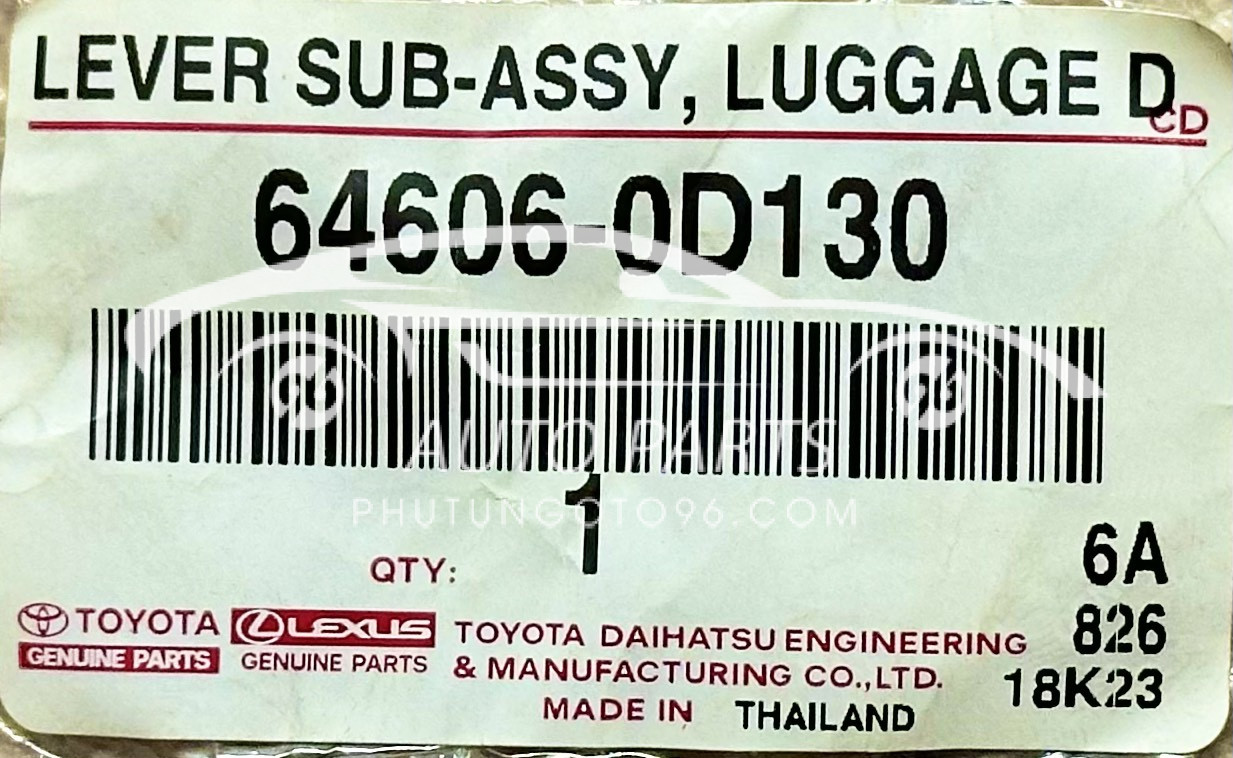 LEVER SUB-ASSY, LUGGAGE D
CD
64606-0D130
AUTO PARTS
PHUTUNGOTO96.COM
QTY: 1
6A
826
18K23
TOYOTA
GENUINE PARTS
LEXUS
GENUINE PARTS
TOYOTA DAIHATSU ENGINEERING
& MANUFACTURING CO.,LTD.
MADE IN THAILAND